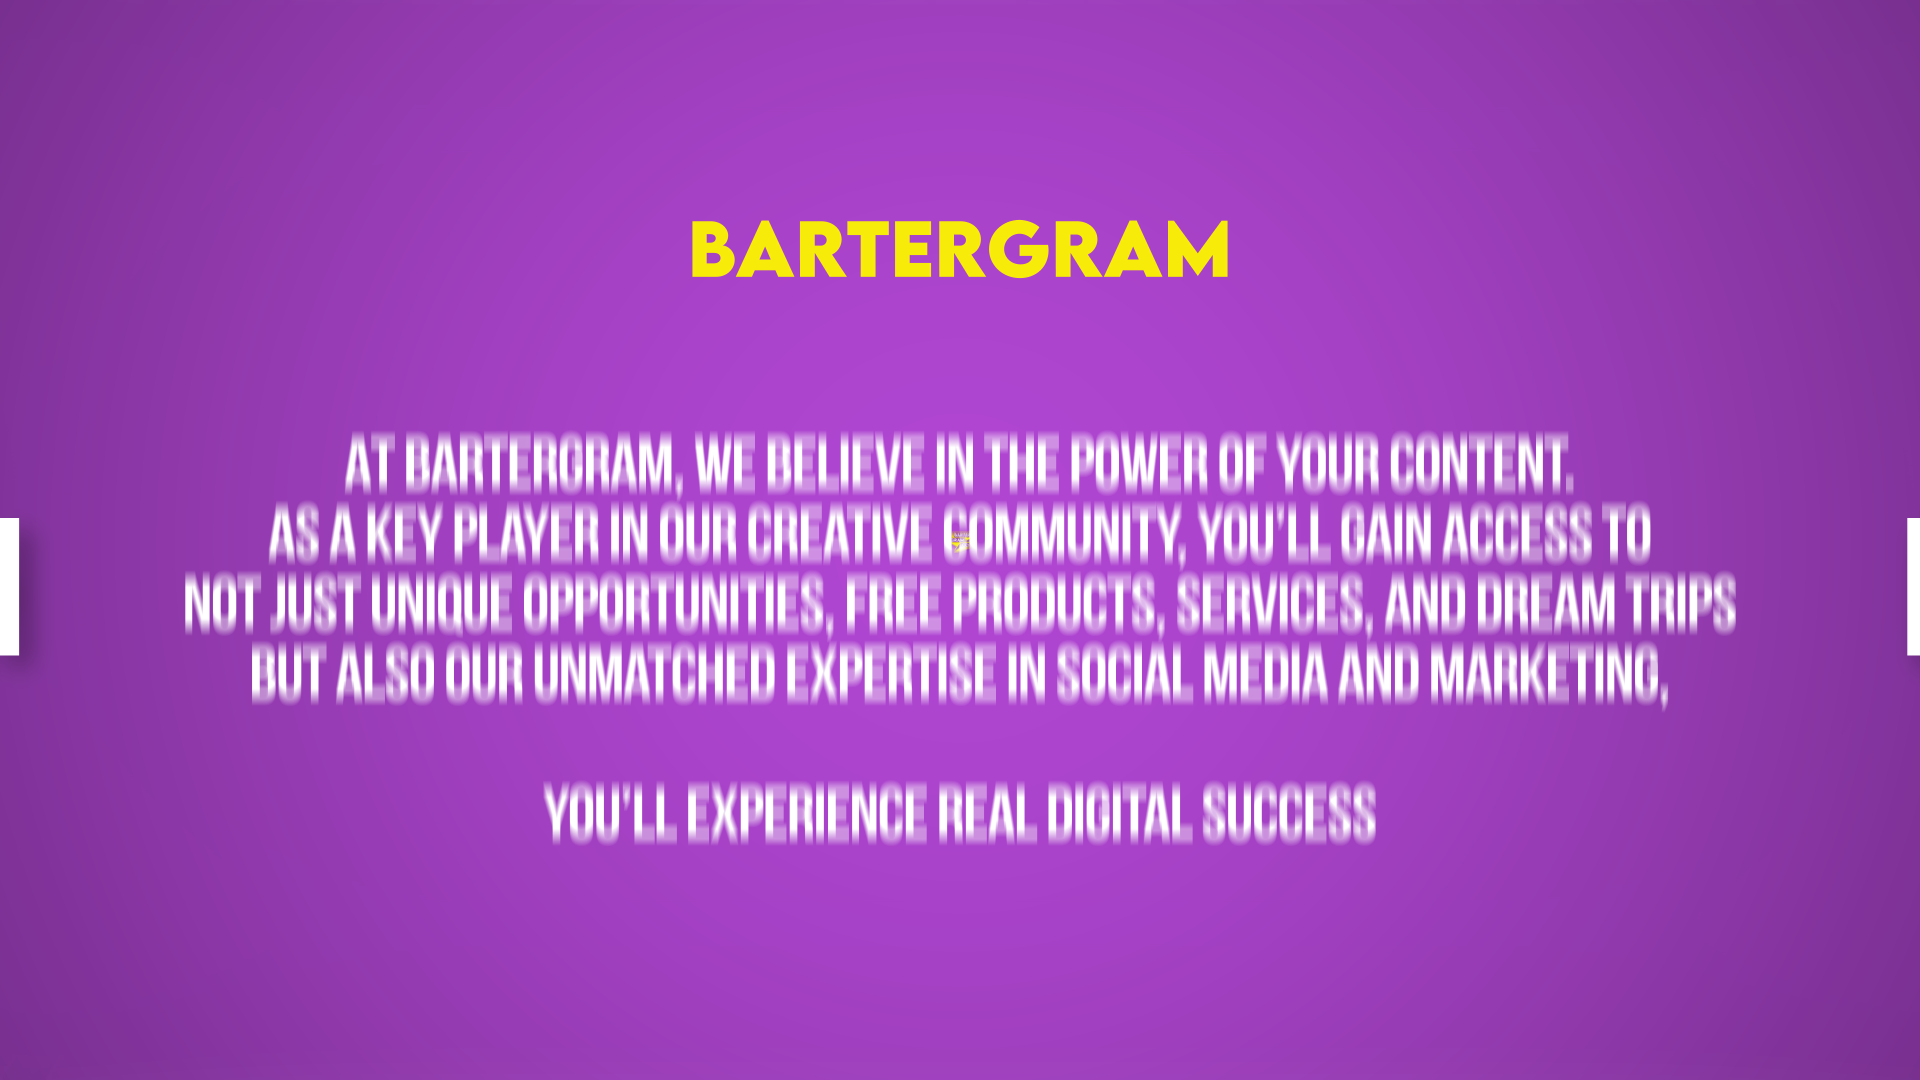 BARTERGRAM
AT BARTERGRAM, WE BELIEVE IN THE POWER OF YOUR CONTENT.
AS A KEY PLAYER IN OUR CREATIVE COMMUNITY, YOU'LL GAIN ACCESS TO
NOT JUST UNIQUE OPPORTUNITIES, FREE PRODUCTS, SERVICES, AND DREAM TRIPS
BUT ALSO OUR UNMATCHED EXPERTISE IN SOCIAL MEDIA AND MARKETING,
YOU'LL EXPERIENCE REAL DIGITAL SUCCESS